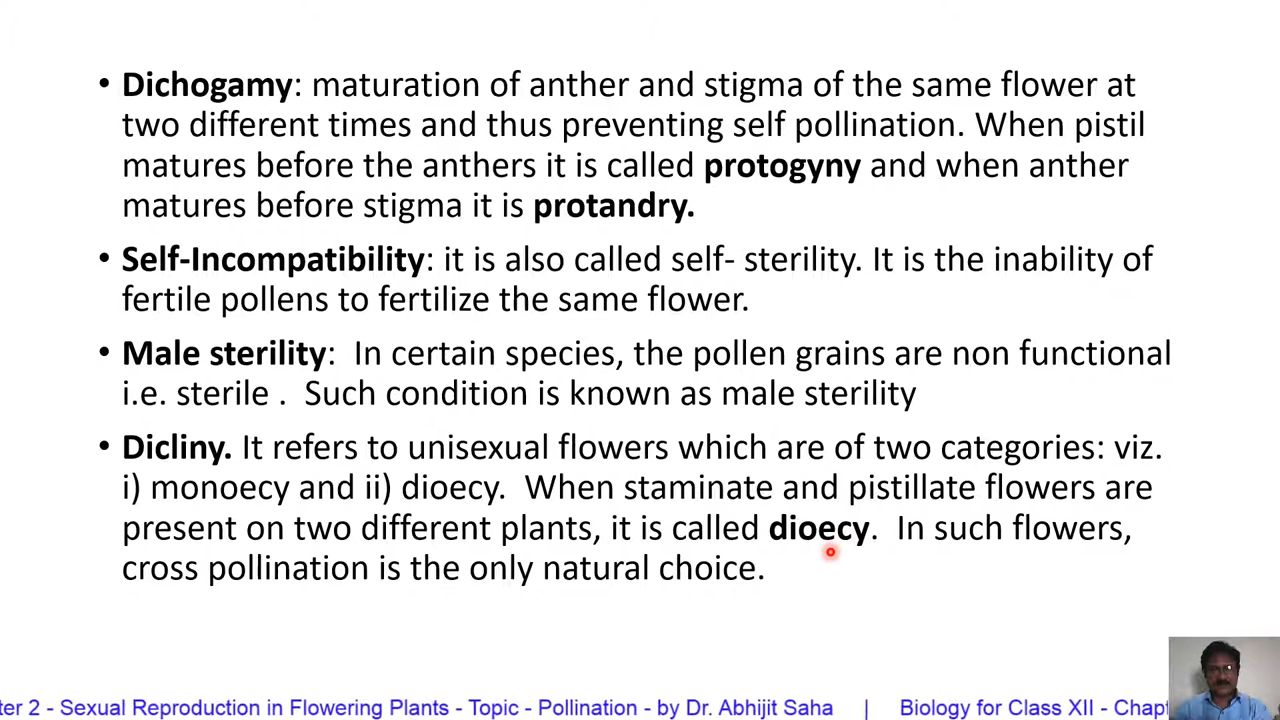 • Dichogamy: maturation of anther and stigma of the same flower at
two different times and thus preventing self pollination. When pistil
matures before the anthers it is called protogyny and when anther
matures before stigma it is protandry.
• Self-Incompatibility: it is also called self- sterility. It is the inability of
fertile pollens to fertilize the same flower.
• Male sterility:  In certain species, the pollen grains are non functional
i.e. sterile .  Such condition is known as male sterility
• Dicliny. It refers to unisexual flowers which are of two categories: viz.
i) monoecy and ii) dioecy.  When staminate and pistillate flowers are
present on two different plants, it is called dioecy.  In such flowers,
cross pollination is the only natural choice.
ter 2 - Sexual Reproduction in Flowering Plants - Topic - Pollination - by Dr. Abhijit Saha | Biology for Class XII - Chapt